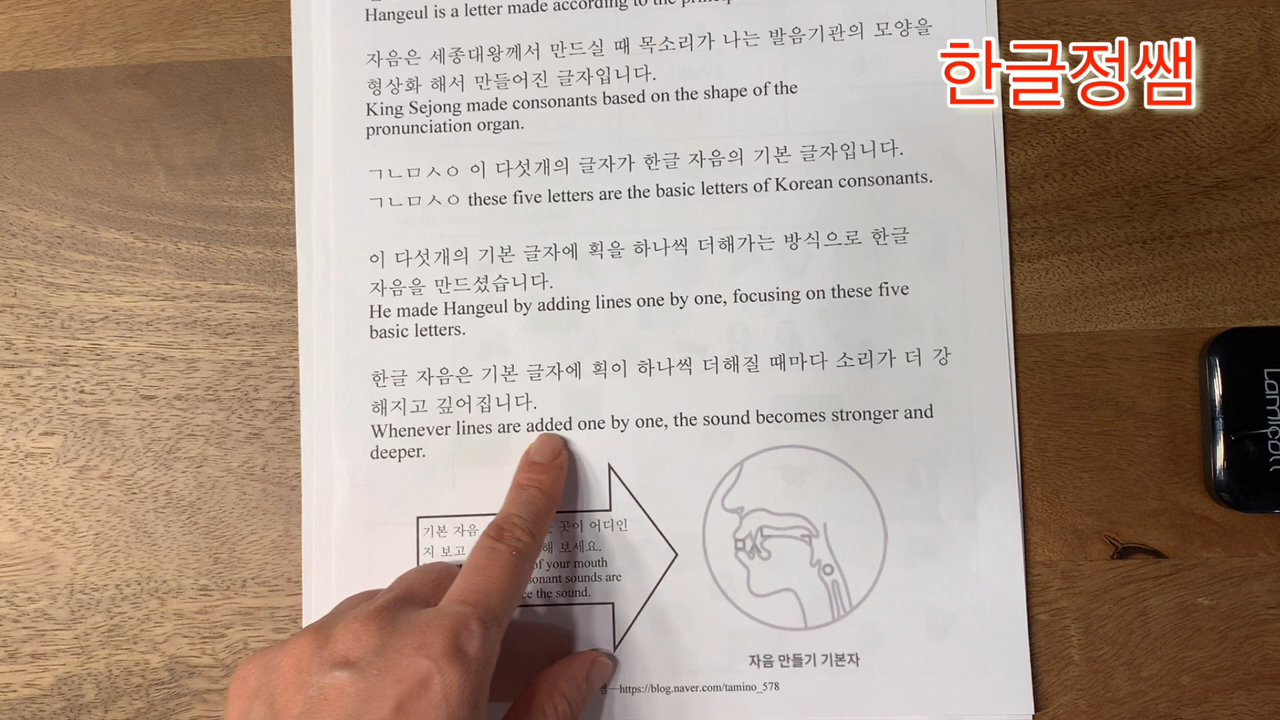 Hangeul is a letter made according to the
자음은 세종대왕께서 만드실 때 목소리가 나는 발음기관의 모양을
형상화 해서 만들어진 글자입니다.
King Sejong made consonants based on the shape of the
pronunciation organ.
ㄱㄴㅁㅅㅇ 이 다섯개의 글자가 한글 자음의 기본 글자입니다.
ㄱㄴㅁㅅㅇ these five letters are the basic letters of Korean consonants.
이 다섯개의 기본 글자에 획을 하나씩 더해가는 방식으로 한글
자음을 만드셨습니다.
He made Hangeul by adding lines one by one, focusing on these five
basic letters.
한글 자음은 기본 글자에 획이 하나씩 더해질 때마다 소리가 더 강
해지고 깊어집니다.
Whenever lines are added one by one, the sound becomes stronger and
deeper.
기본 자음 곳이 어디인
지 보고 해 보세요.
of your mouth
sounds are
the sound.
자음 만들기 기본자
https://blog.naver.com/tamino_578
한글정쌤
Lamicall